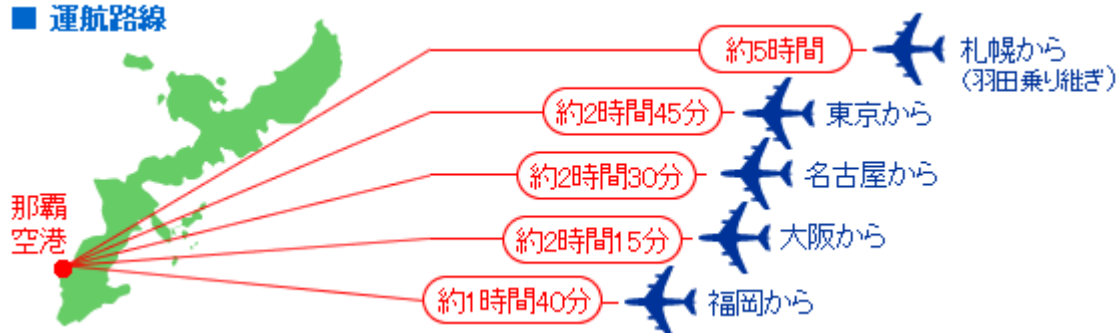 ■ 運航路線
約5時間
札幌から
(羽田乗り継ぎ)
約2時間45分
東京から
約2時間30分
名古屋から
那覇
空港
約2時間15分
大阪から
約1時間40分
福岡から